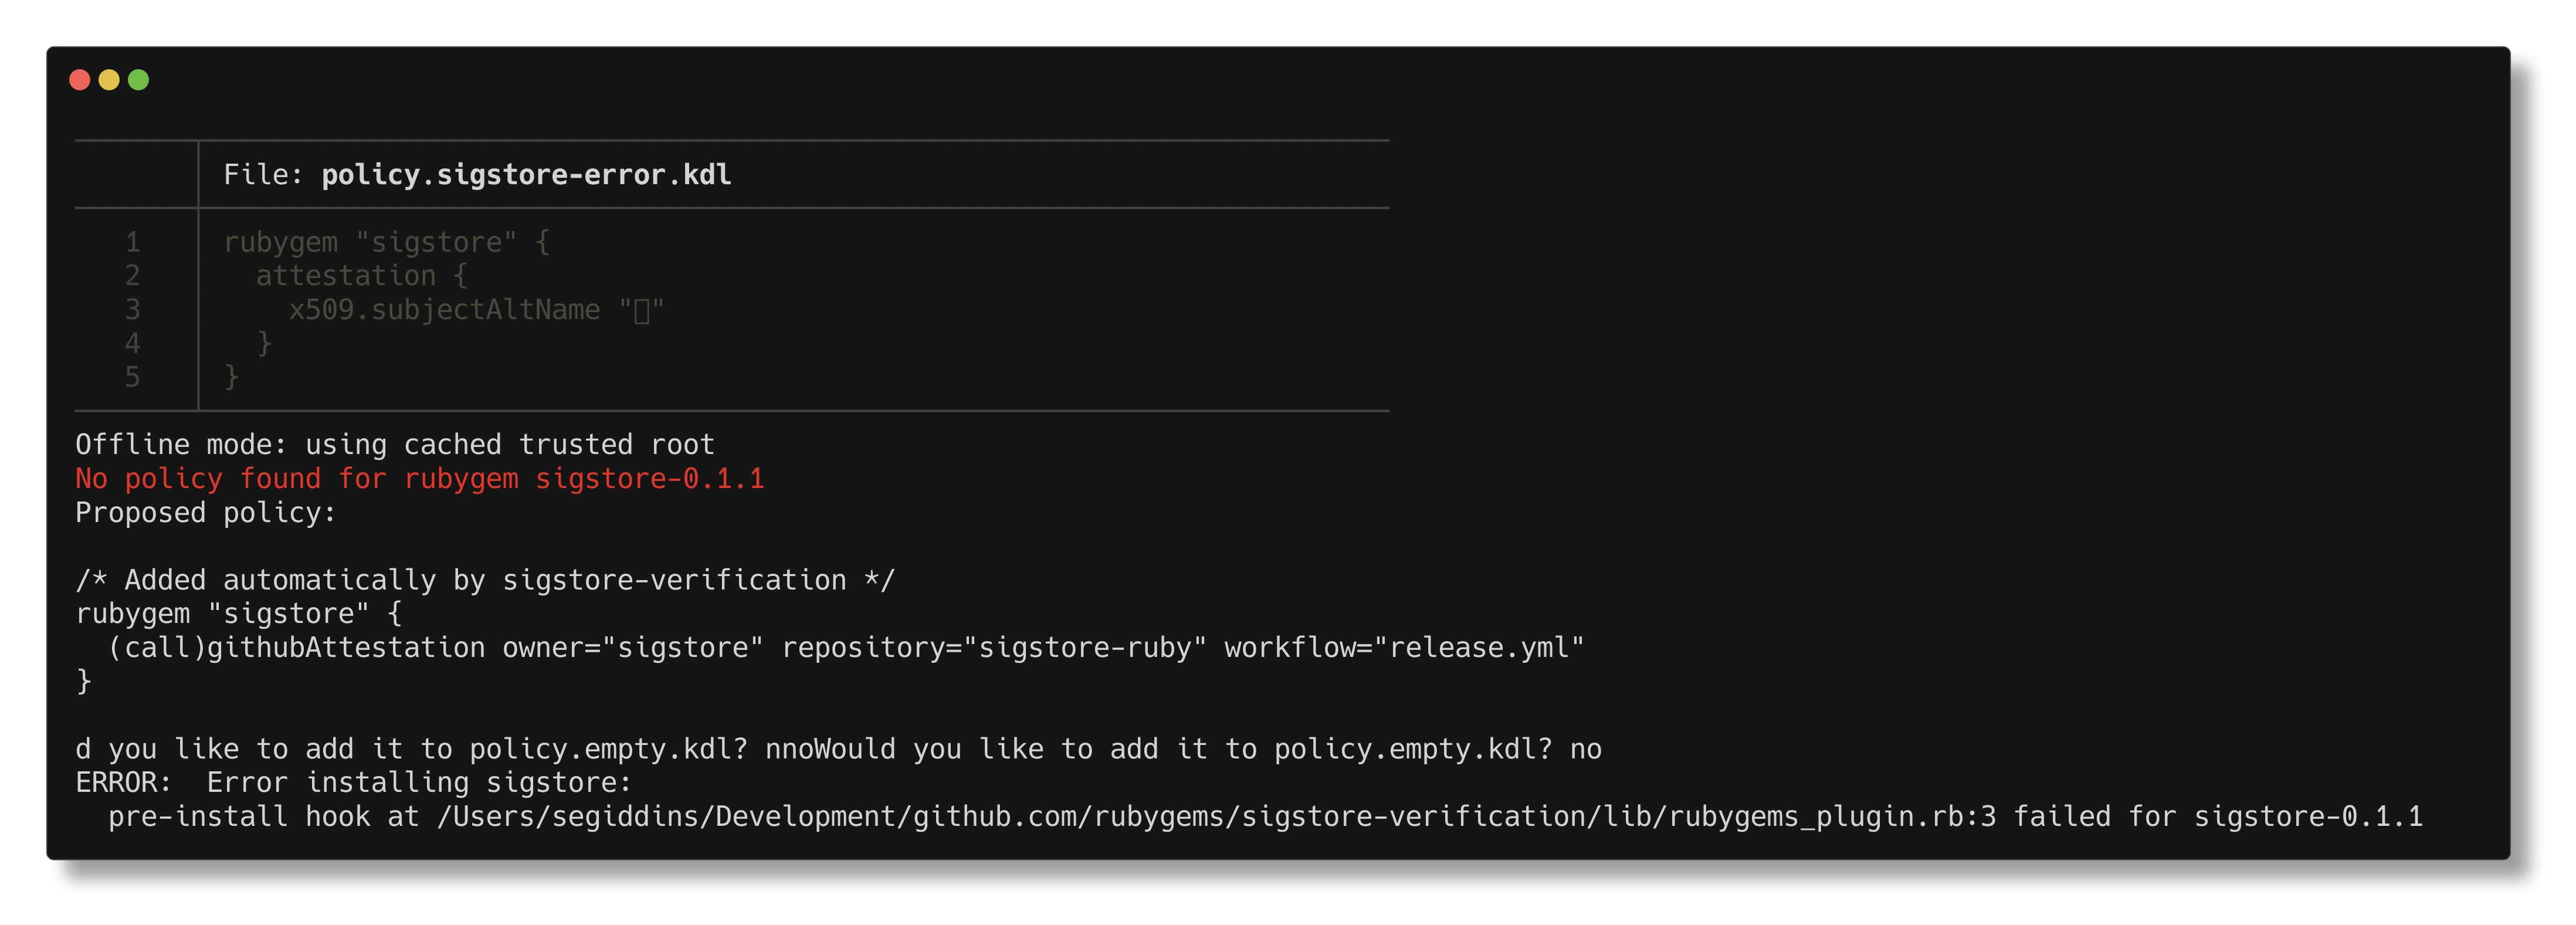 File: policy.sigstore-error.kdl
1 rubygem "sigstore" {
2   attestation {
3     x509.subjectAltName "▯"
4   }
5 }
Offline mode: using cached trusted root
No policy found for rubygem sigstore-0.1.1
Proposed policy:
/* Added automatically by sigstore-verification */
rubygem "sigstore" {
  (call)githubAttestation owner="sigstore" repository="sigstore-ruby" workflow="release.yml"
}
d you like to add it to policy.empty.kdl? nnoWould you like to add it to policy.empty.kdl? no
ERROR:  Error installing sigstore:
  pre-install hook at /Users/segiddins/Development/github.com/rubygems/sigstore-verification/lib/rubygems_plugin.rb:3 failed for sigstore-0.1.1